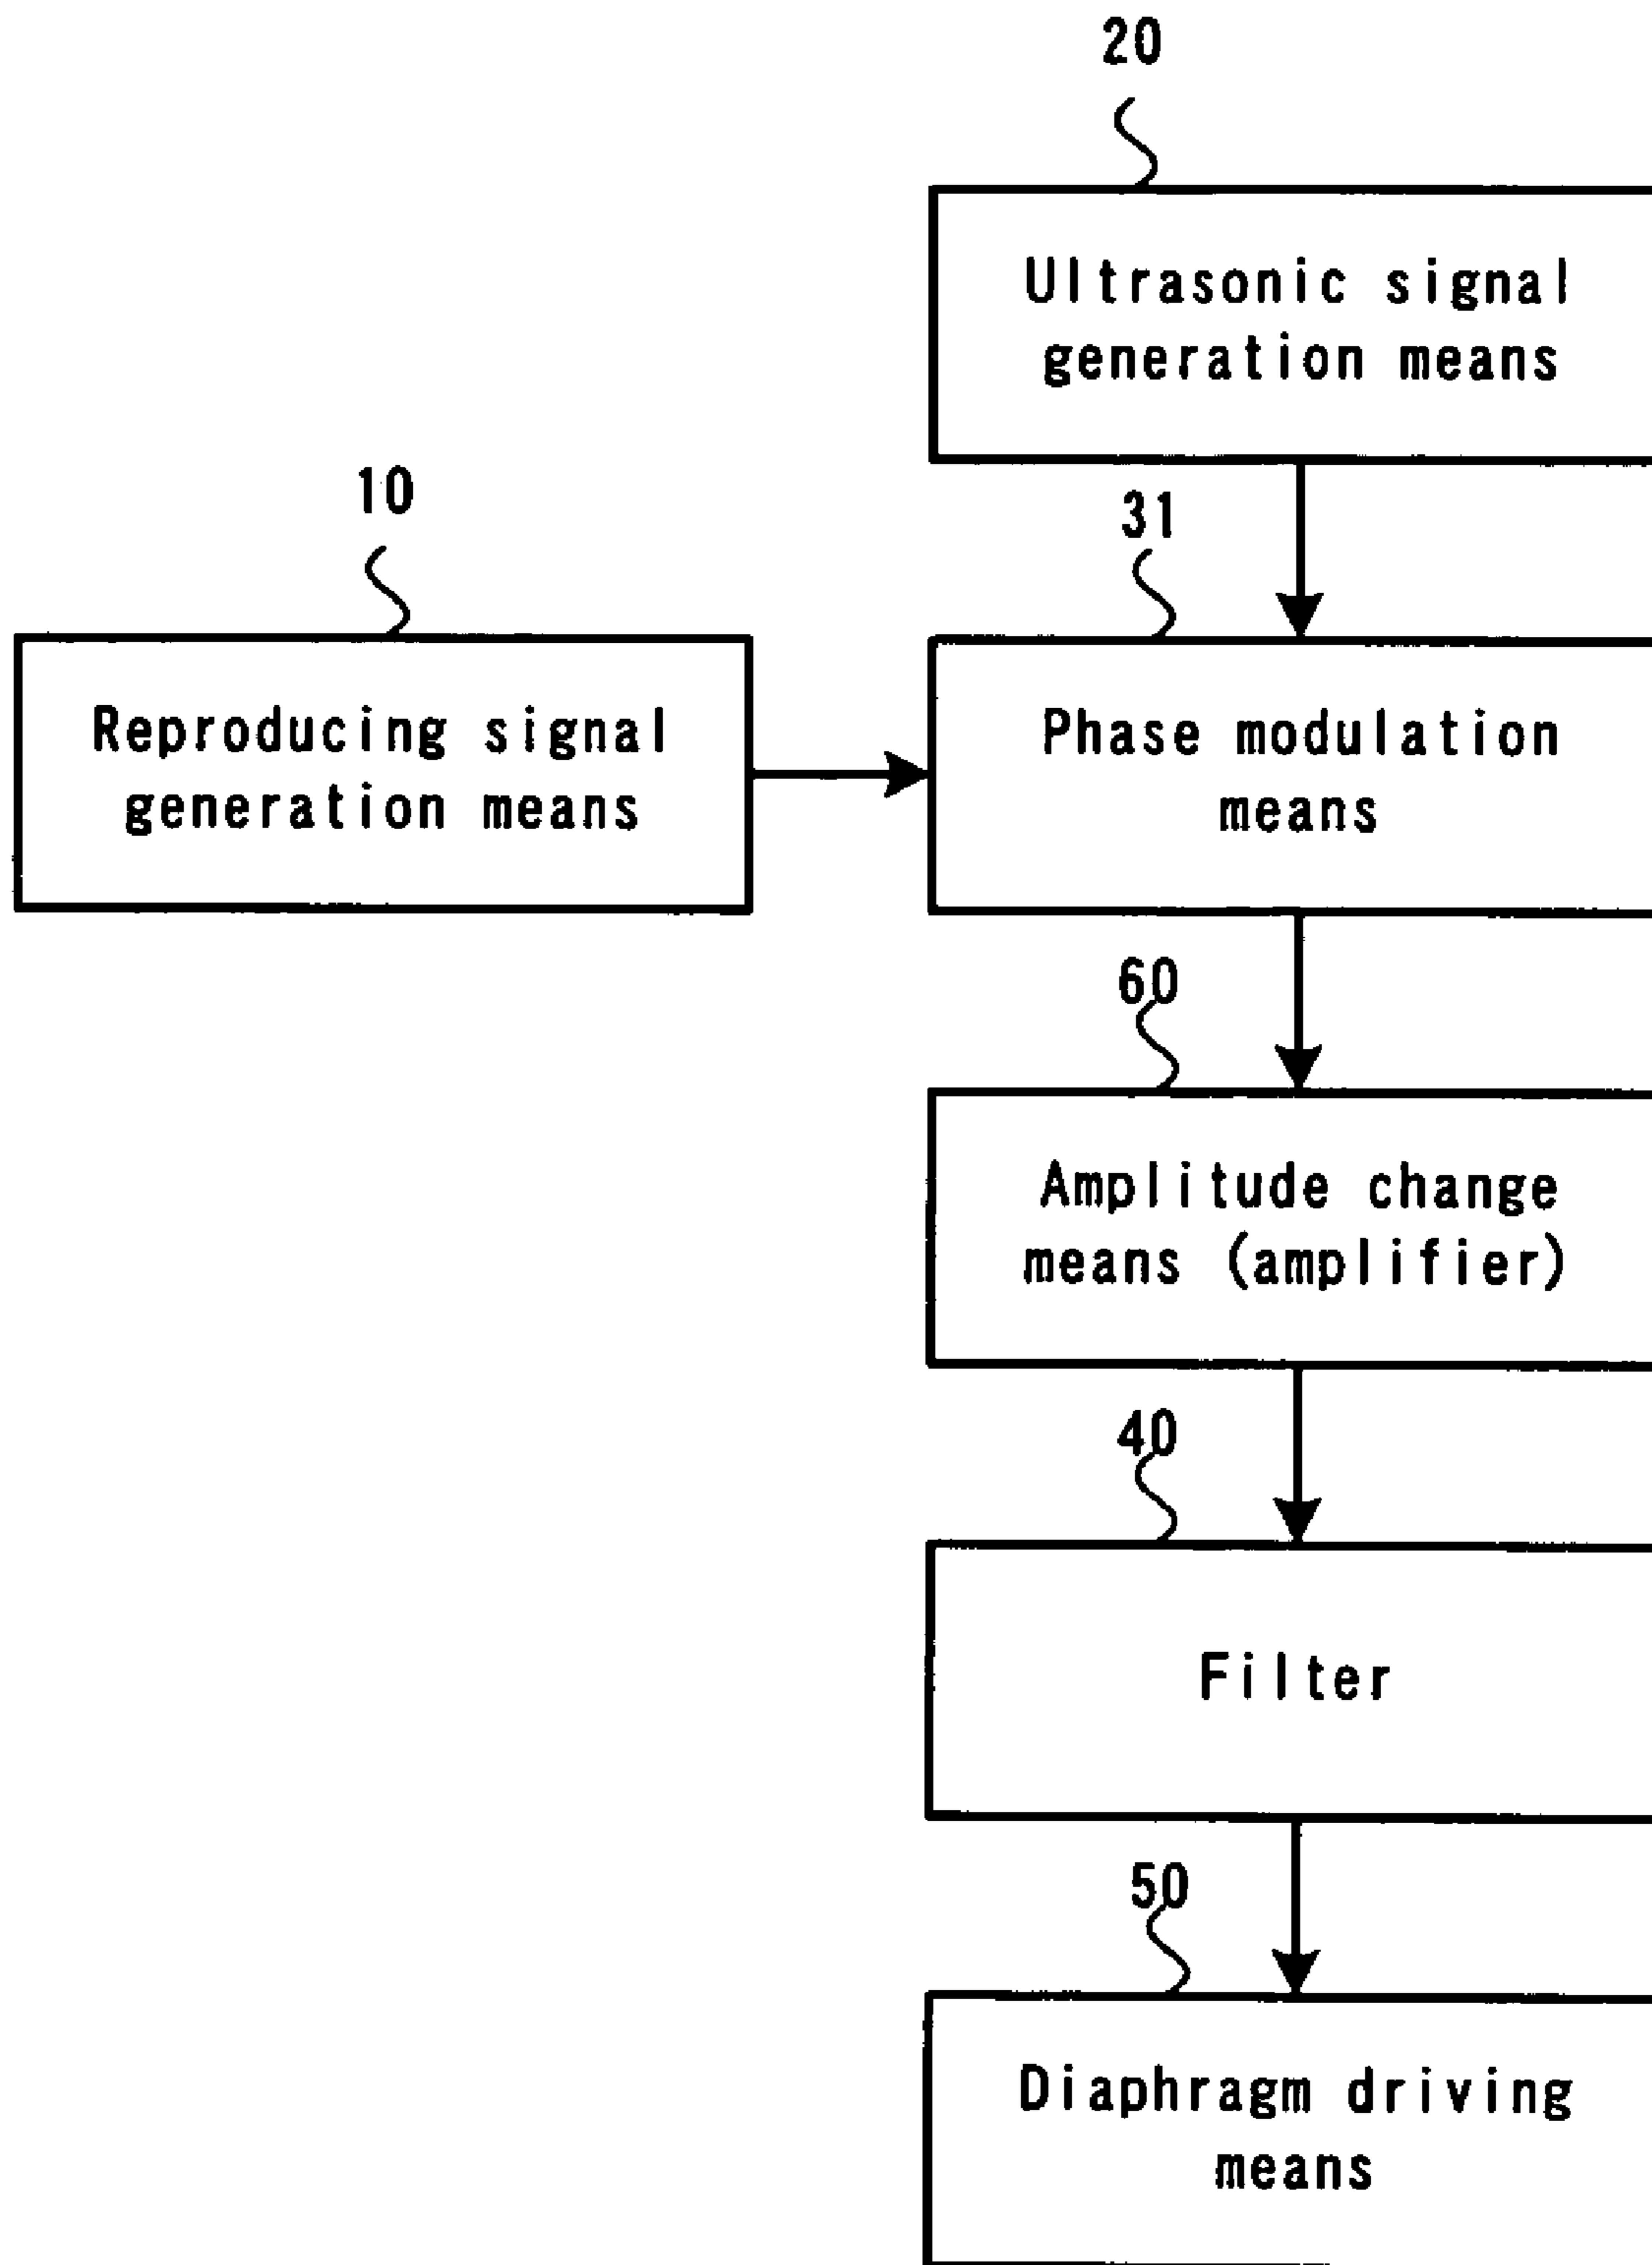 20
Ultrasonic signal
generation means
10
31
Reproducing signal
generation means
Phase modulation
means
60
Amplitude change
means (amplifier)
40
Filter
50
Diaphragm driving
means